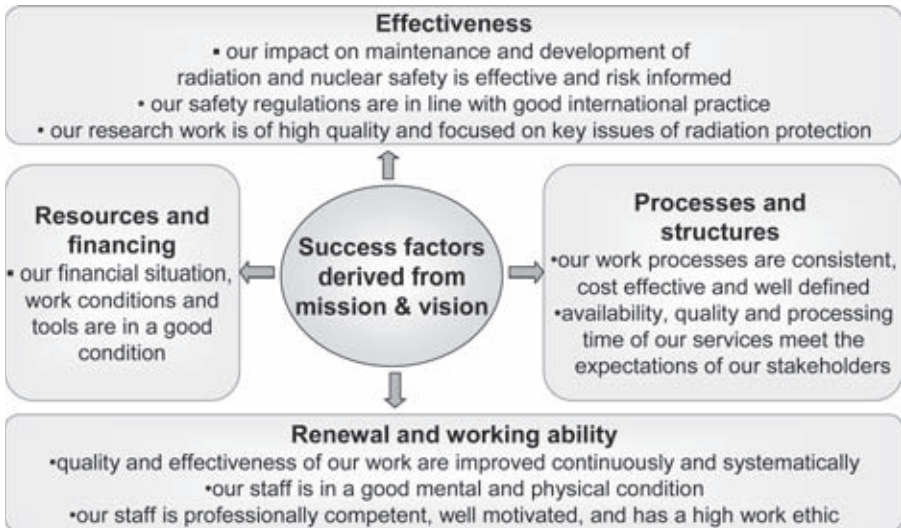 Effectiveness
▪ our impact on maintenance and development of
radiation and nuclear safety is effective and risk informed
• our safety regulations are in line with good international practice
• our research work is of high quality and focused on key issues of radiation protection
Resources and
financing
▪ our financial situation,
work conditions and
tools are in a good
condition
Success factors
derived from
mission & vision
Processes and
structures
•our work processes are consistent,
cost effective and well defined
•availability, quality and processing
time of our services meet the
expectations of our stakeholders
Renewal and working ability
•quality and effectiveness of our work are improved continuously and systematically
•our staff is in a good mental and physical condition
•our staff is professionally competent, well motivated, and has a high work ethic